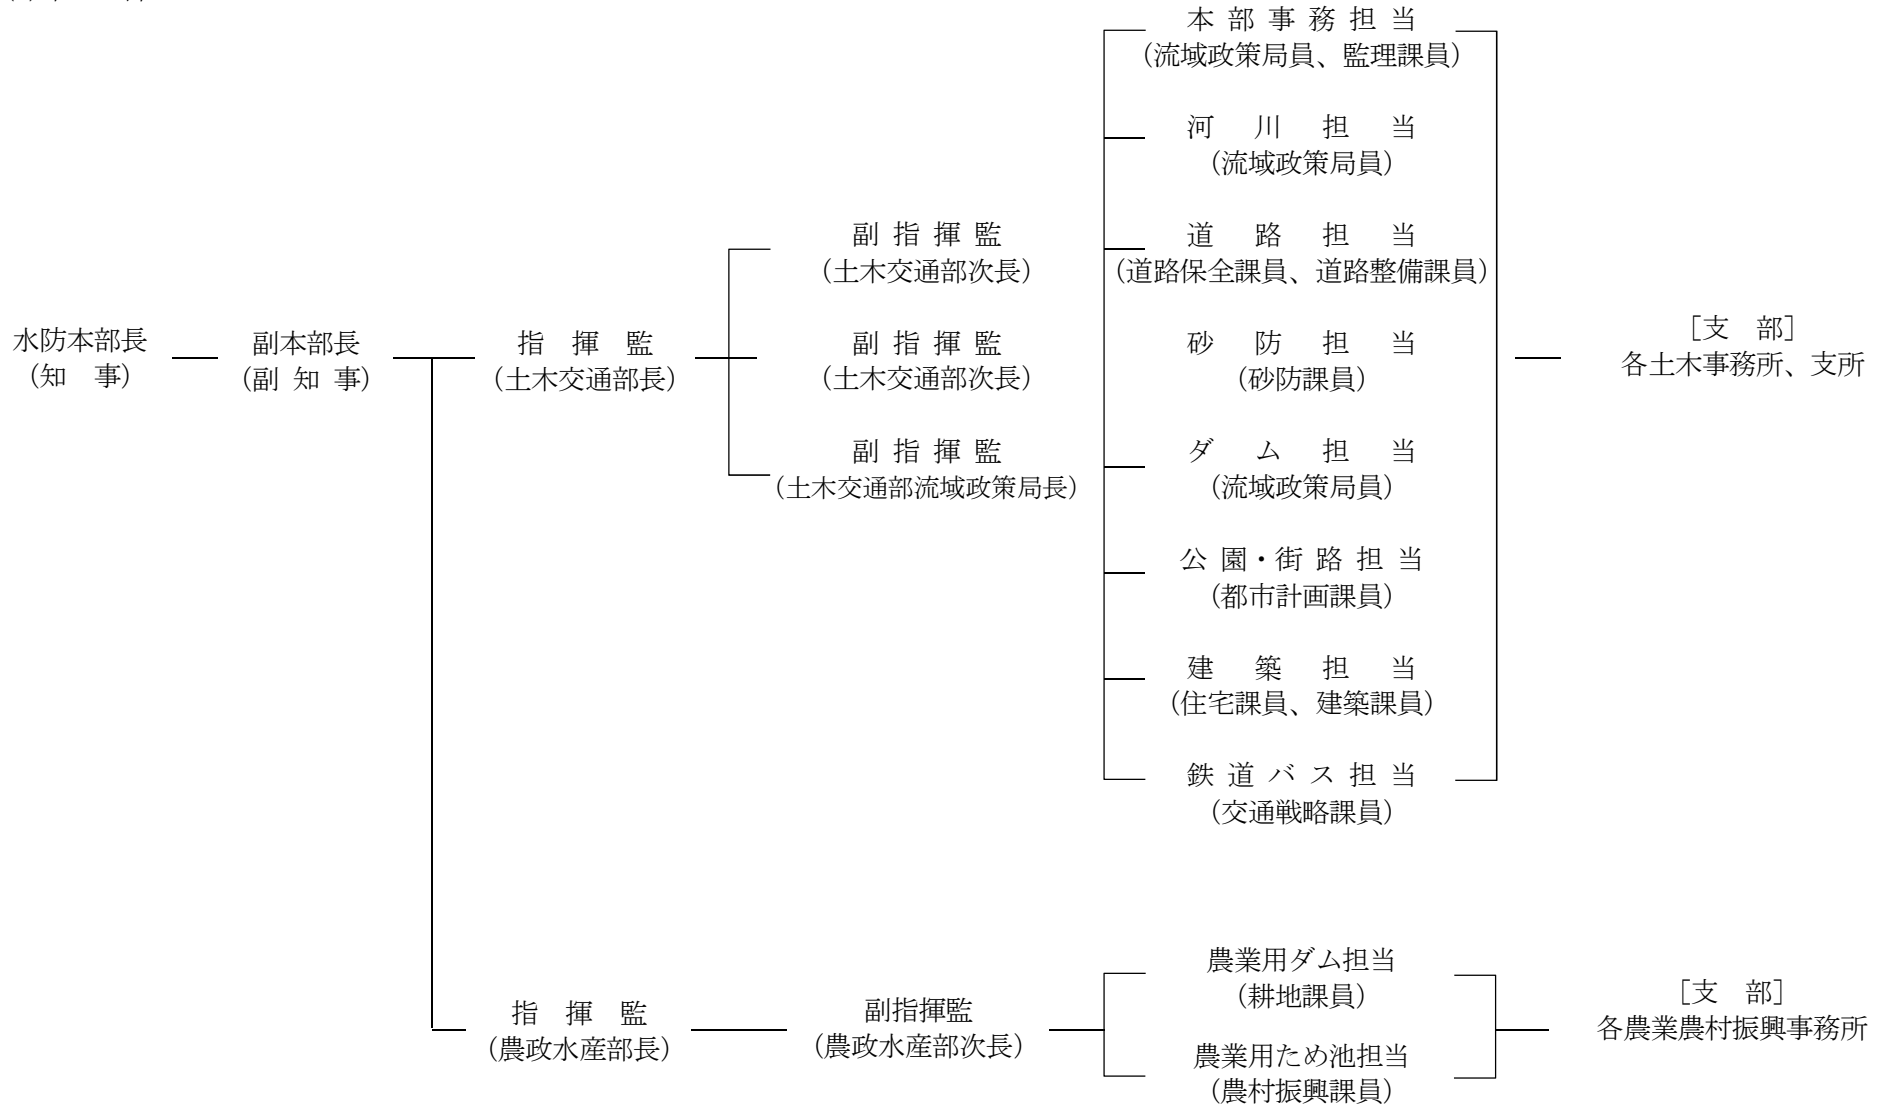 水防本部長
(知　事)
副本部長
(副 知 事)
指　揮　監
(土木交通部長)
副 指 揮 監
(土木交通部次長)
副 指 揮 監
(土木交通部次長)
副 指 揮 監
(土木交通部流域政策局長)
本 部 事 務 担 当
(流域政策局員、監理課員)
河　川　担　当
(流域政策局員)
道　路　担　当
(道路保全課員、道路整備課員)
砂　防　担　当
(砂防課員)
ダ　ム　担　当
(流域政策局員)
公 園・街 路 担 当
(都市計画課員)
建　築　担　当
(住宅課員、建築課員)
鉄 道 バ ス 担 当
(交通戦略課員)
[支　部]
各土木事務所、支所
指　揮　監
(農政水産部長)
副指揮監
(農政水産部次長)
農業用ダム担当
(耕地課員)
農業用ため池担当
(農村振興課員)
[支　部]
各農業農村振興事務所